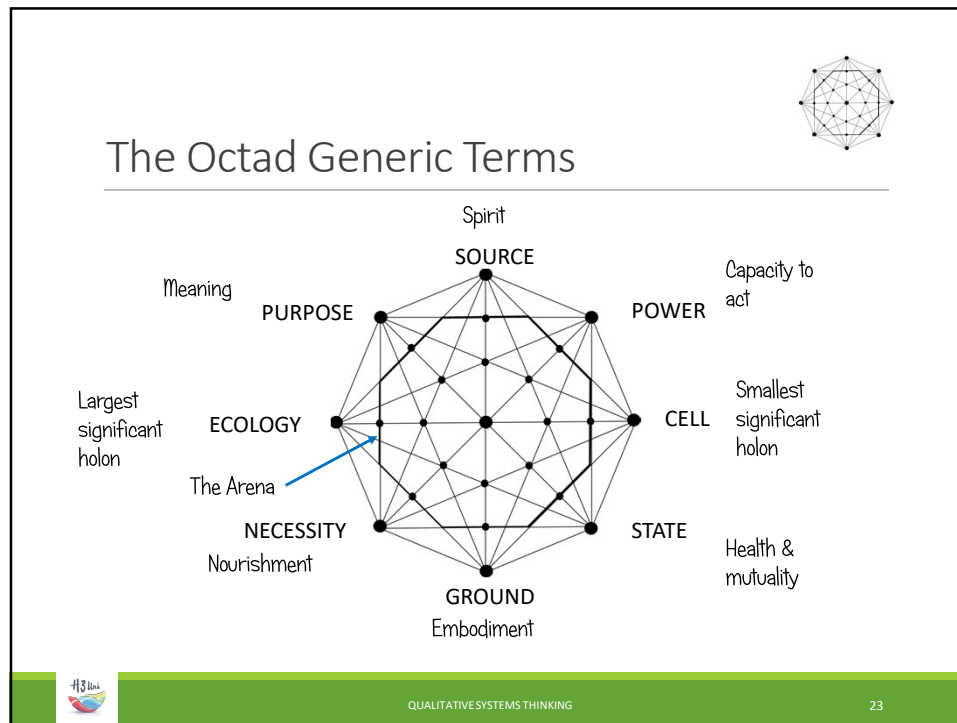 The Octad Generic Terms
Spirit
SOURCE
Meaning
PURPOSE
Capacity to
act
POWER
Largest
significant
holon
ECOLOGY
Smallest
significant
holon
CELL
The Arena
NECESSITY
Nourishment
STATE
Health &
mutuality
GROUND
Embodiment
H3Uni
QUALITATIVE SYSTEMS THINKING
23